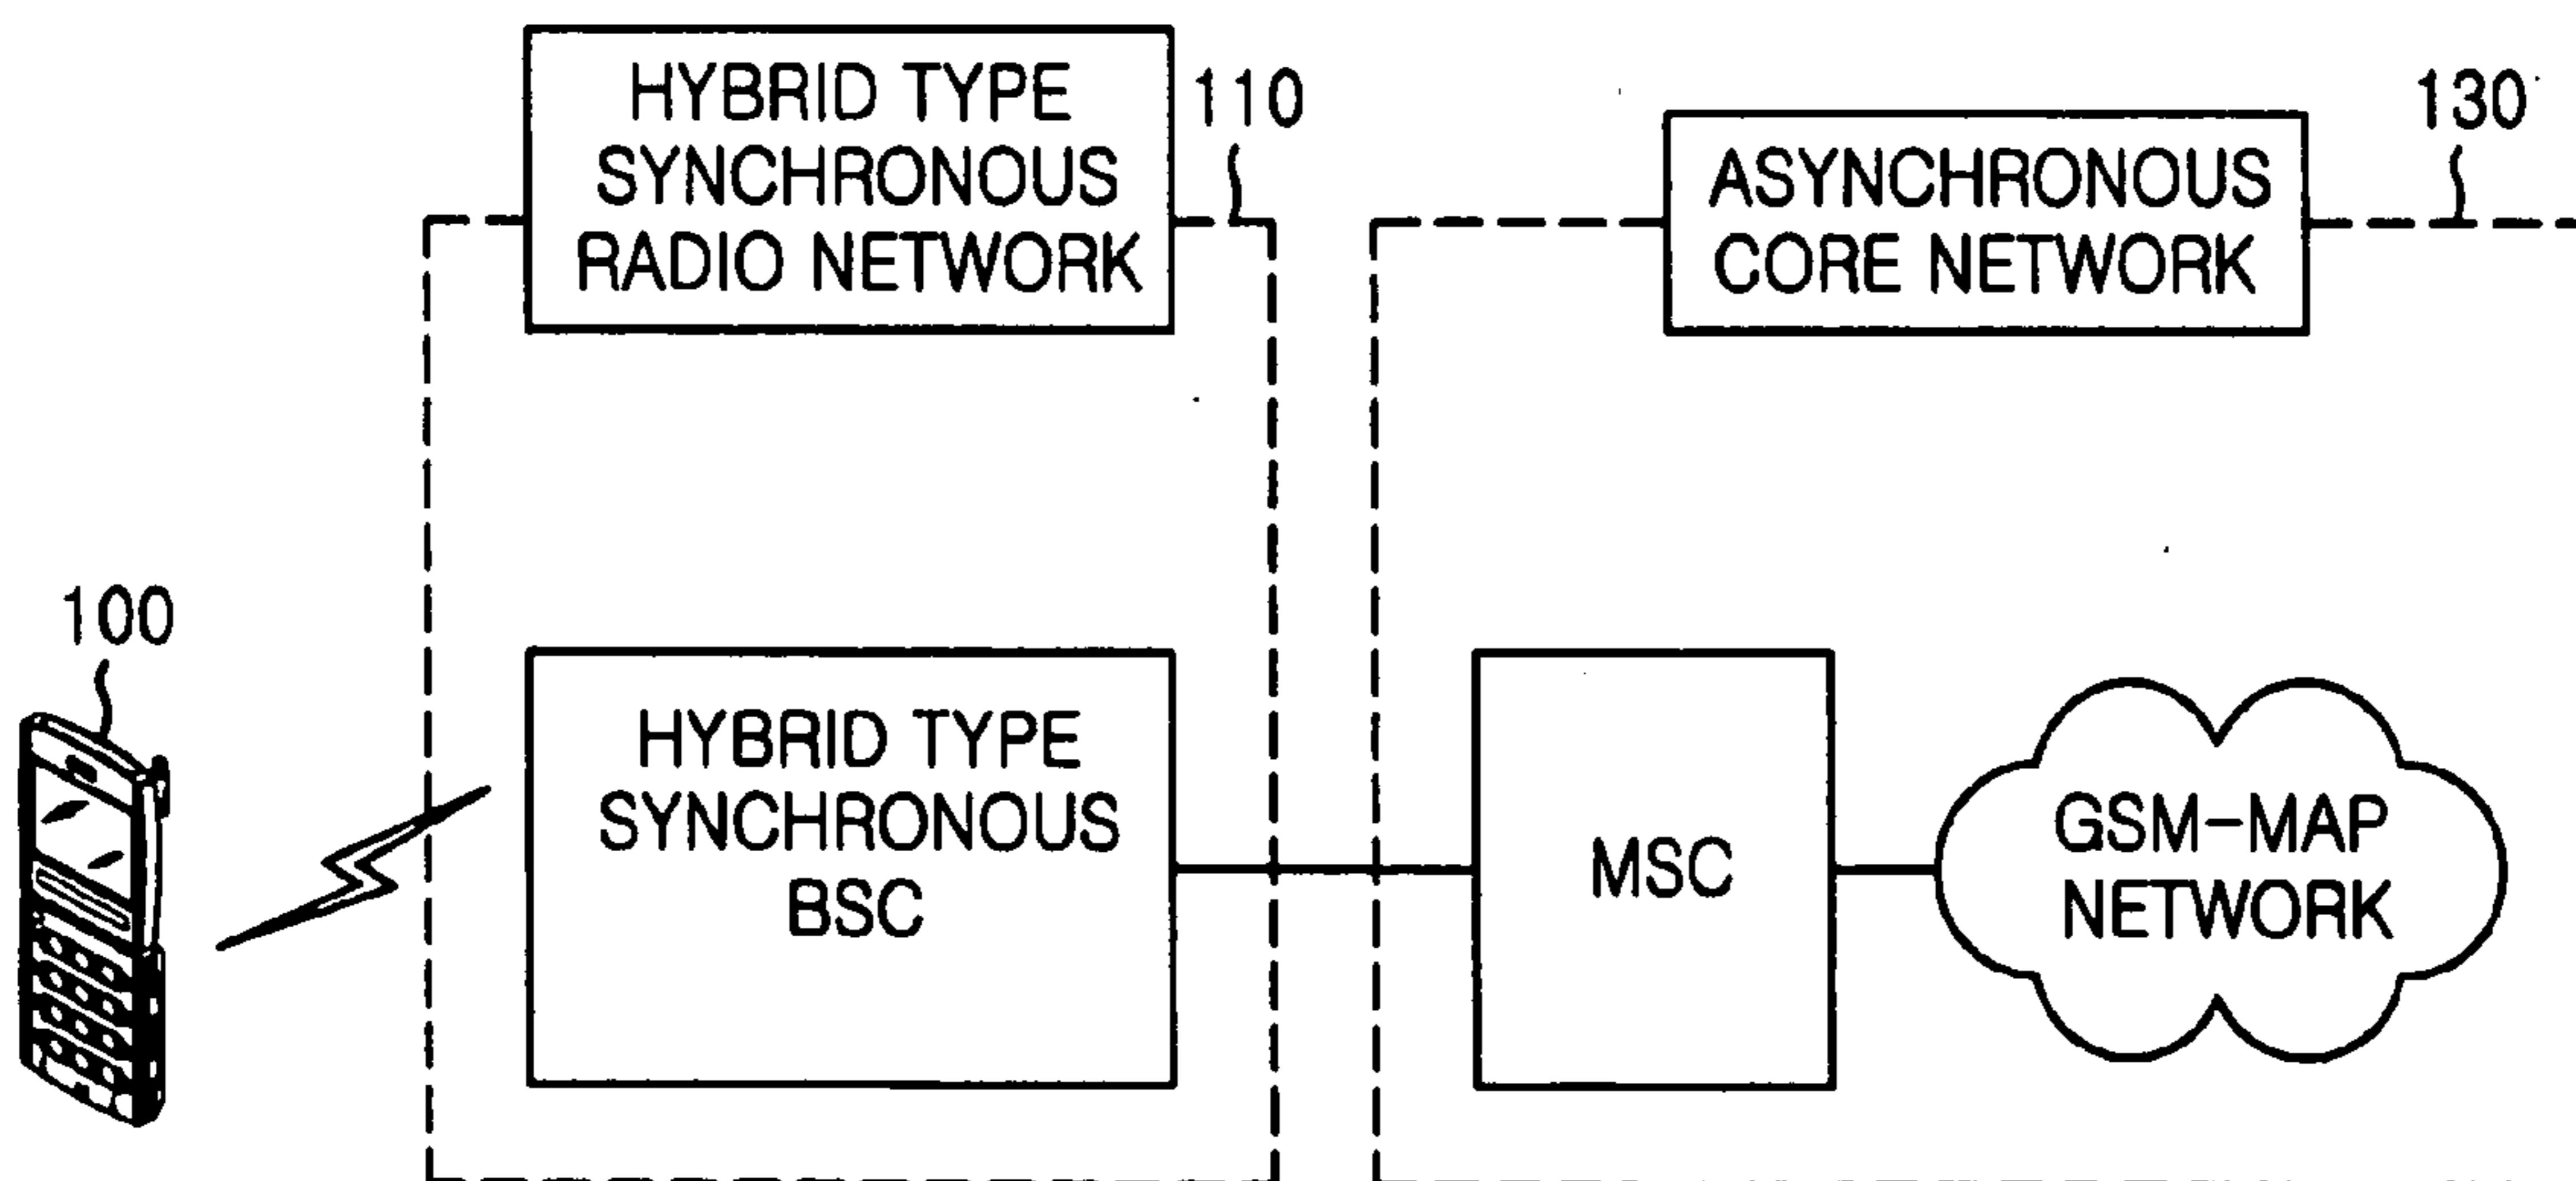 HYBRID TYPE
SYNCHRONOUS
RADIO NETWORK
110
ASYNCHRONOUS
CORE NETWORK
130
100
HYBRID TYPE
SYNCHRONOUS
BSC
MSC
GSM-MAP
NETWORK